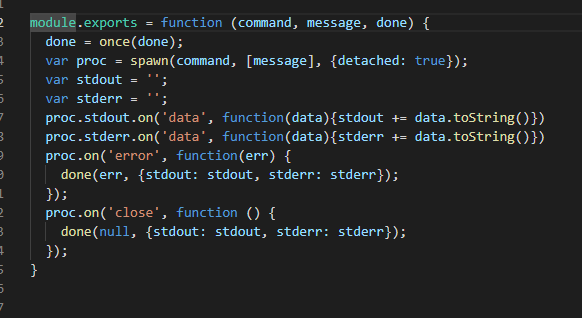 module.exports = function (command, message, done) {
  done = once(done);
  var proc = spawn(command, [message], {detached: true});
  var stdout = '';
  var stderr = '';
  proc.stdout.on('data', function(data){stdout += data.toString()})
  proc.stderr.on('data', function(data){stderr += data.toString()})
  proc.on('error', function(err) {
    done(err, {stdout: stdout, stderr: stderr});
  });
  proc.on('close', function () {
    done(null, {stdout: stdout, stderr: stderr});
  });
}